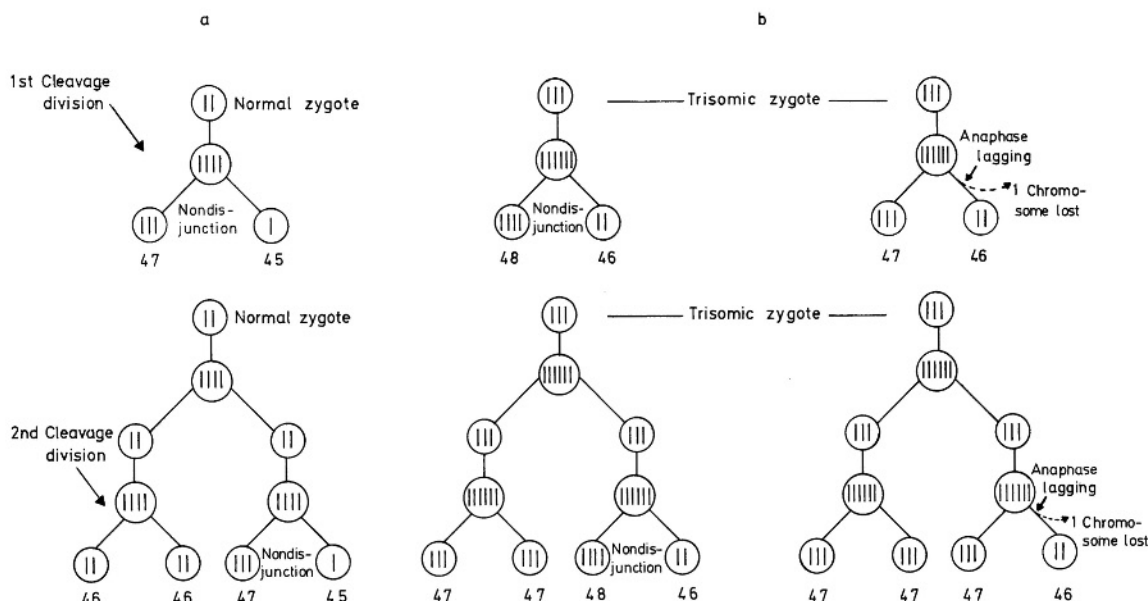 a
b
1st Cleavage
division
Normal zygote
Trisomic zygote
Anaphase
lagging
1 Chromo-
some lost
Nondis-
junction
Nondis-
junction
47
45
48
46
47
46
Normal zygote
Trisomic zygote
2nd Cleavage
division
Anaphase
lagging
1 Chromo-
some lost
Nondis-
junction
Nondis-
junction
46
46
47
45
47
47
48
46
47
47
47
46